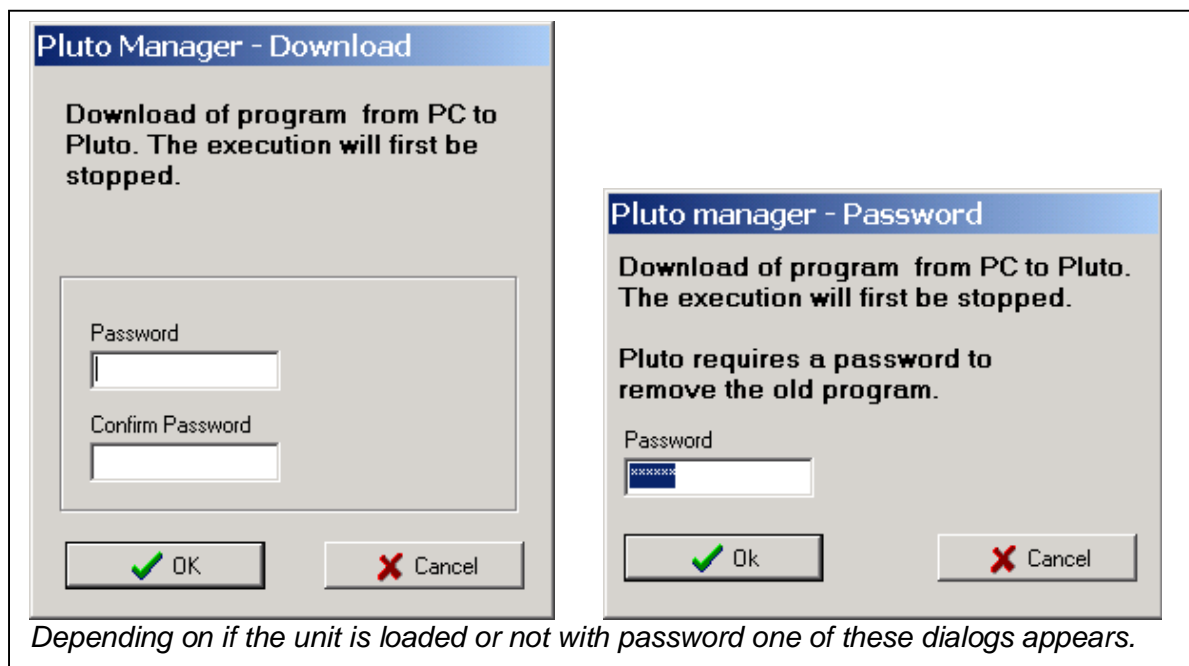 Pluto Manager - Download
Download of program from PC to
Pluto. The execution will first be
stopped.
Password
Confirm Password
OK
Cancel
Pluto manager - Password
Download of program from PC to Pluto.
The execution will first be stopped.
Pluto requires a password to
remove the old program.
Password
******
Ok
Cancel
Depending on if the unit is loaded or not with password one of these dialogs appears.